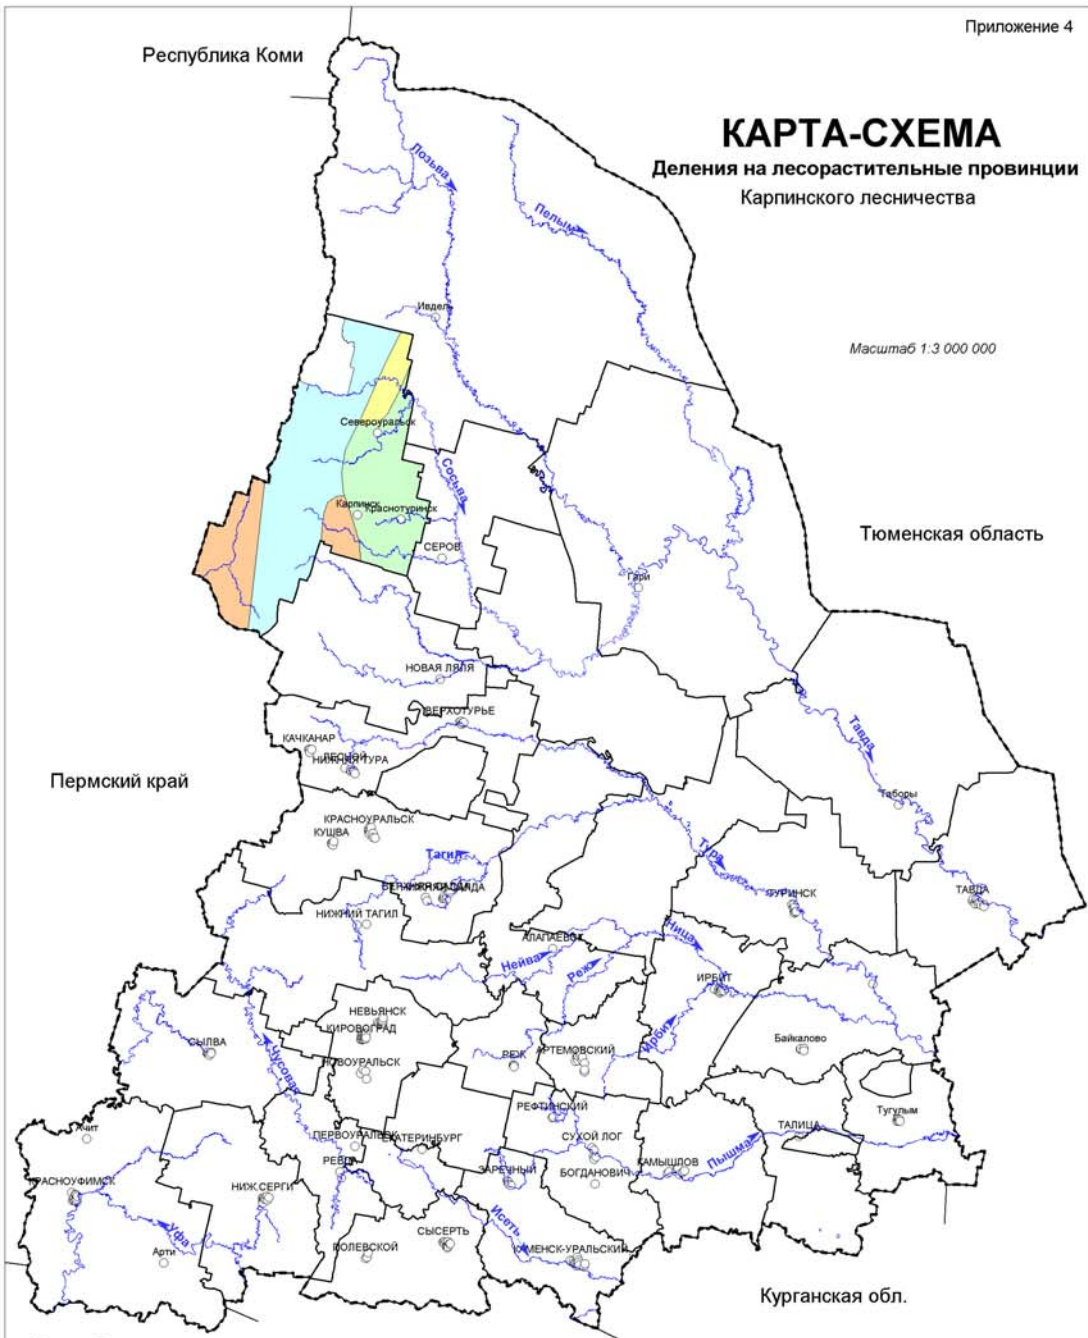 Приложение 4
Республика Коми
КАРТА-СХЕМА
Деления на лесорастительные провинции
Карпинского лесничества
Лозьва
Пелым
Ивдель
Масштаб 1:3 000 000
Североуральск
Сосьва
Карпинск
Краснотуринск
СЕРОВ
Тюменская область
Гари
НОВАЯ ЛЯЛЯ
ВЕРХОТУРЬЕ
КАЧКАНАР
ЛЕСНОЙ
НИЖНЯЯ ТУРА
Тавда
Пермский край
Таборы
КРАСНОУРАЛЬСК
КУШВА
Тагил
Тура
ТУРИНСК
ТАВДА
НИЖНИЙ ТАГИЛ
Ница
АЛАПАЕВСК
Нейва
Реж
ИРБИТ
НЕВЬЯНСК
КИРОВОГРАД
Ирбит
Байкалово
СЫЛВА
Чусовая
НОВОУРАЛЬСК
РЕЖ
АРТЕМОВСКИЙ
РЕФТИНСКИЙ
Тугулым
ТАЛИЦА
Ачит
ПЕРВОУРАЛЬСК
ЕКАТЕРИНБУРГ
СУХОЙ ЛОГ
Пышма
РЕВДА
ЗАРЕЧНЫЙ
БОГДАНОВИЧ
КАМЫШЛОВ
КРАСНОУФИМСК
НИЖ.СЕРГИ
Уфа
Исеть
СЫСЕРТЬ
Арти
ПОЛЕВСКОЙ
КАМЕНСК-УРАЛЬСКИЙ
Курганская обл.